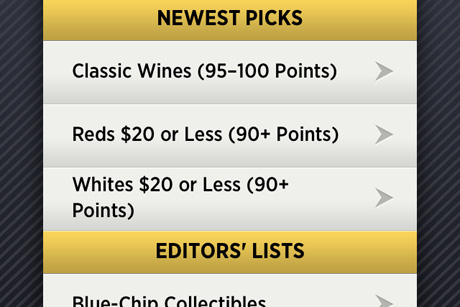 NEWEST PICKS
Classic Wines (95–100 Points)
Reds $20 or Less (90+ Points)
Whites $20 or Less (90+
Points)
EDITORS' LISTS
Blue-Chip Collectibles